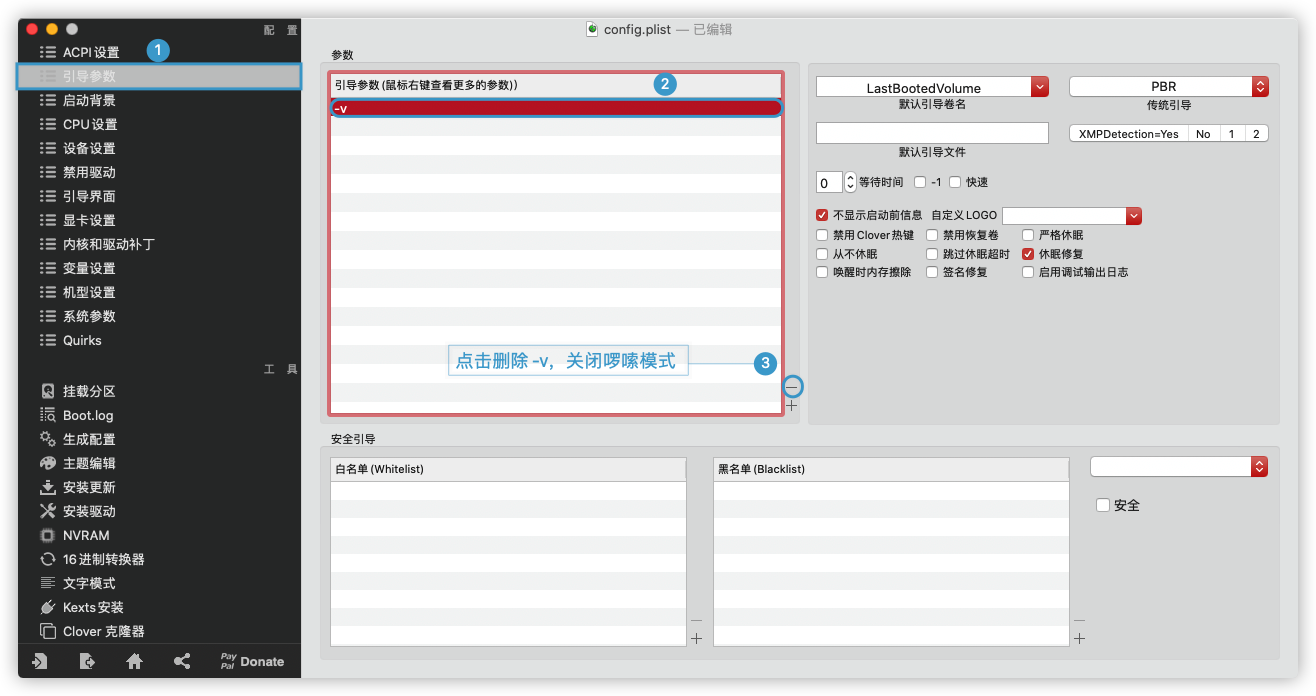 配 置
config.plist — 已编辑
ACPI 设置
1
引导参数
启动背景
CPU 设置
设备设置
禁用驱动
引导界面
显卡设置
内核和驱动补丁
变量设置
机型设置
系统参数
Quirks
工 具
挂载分区
Boot.log
生成配置
主题编辑
安装更新
安装驱动
NVRAM
16 进制转换器
文字模式
Kexts 安装
Clover 克隆器
Pay
Pal
Donate
参数
引导参数 (鼠标右键查看更多的参数))
2
-v
点击删除 -v，关闭啰嗦模式
3
LastBootedVolume
默认引导卷名
PBR
传统引导
默认引导文件
XMPDetection=Yes No 1 2
0 等待时间 -1 快速
不显示启动前信息 自定义 LOGO
禁用 Clover 热键 禁用恢复卷 严格休眠
从不休眠 跳过休眠超时 休眠修复
唤醒时内存擦除 签名修复 启用调试输出日志
安全引导
白名单 (Whitelist)
黑名单 (Blacklist)
安全